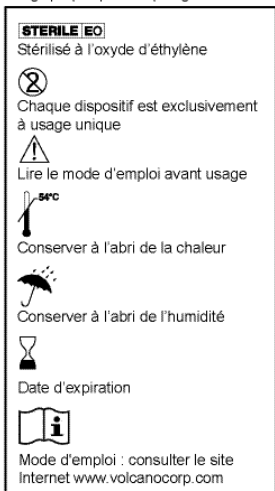 STERILE EO
Stérilisé à l'oxyde d'éthylène
2
Chaque dispositif est exclusivement
à usage unique
Lire le mode d'emploi avant usage
54°C
Conserver à l'abri de la chaleur
Conserver à l'abri de l'humidité
Date d'expiration
i
Mode d'emploi : consulter le site
Internet www.volcanocorp.com